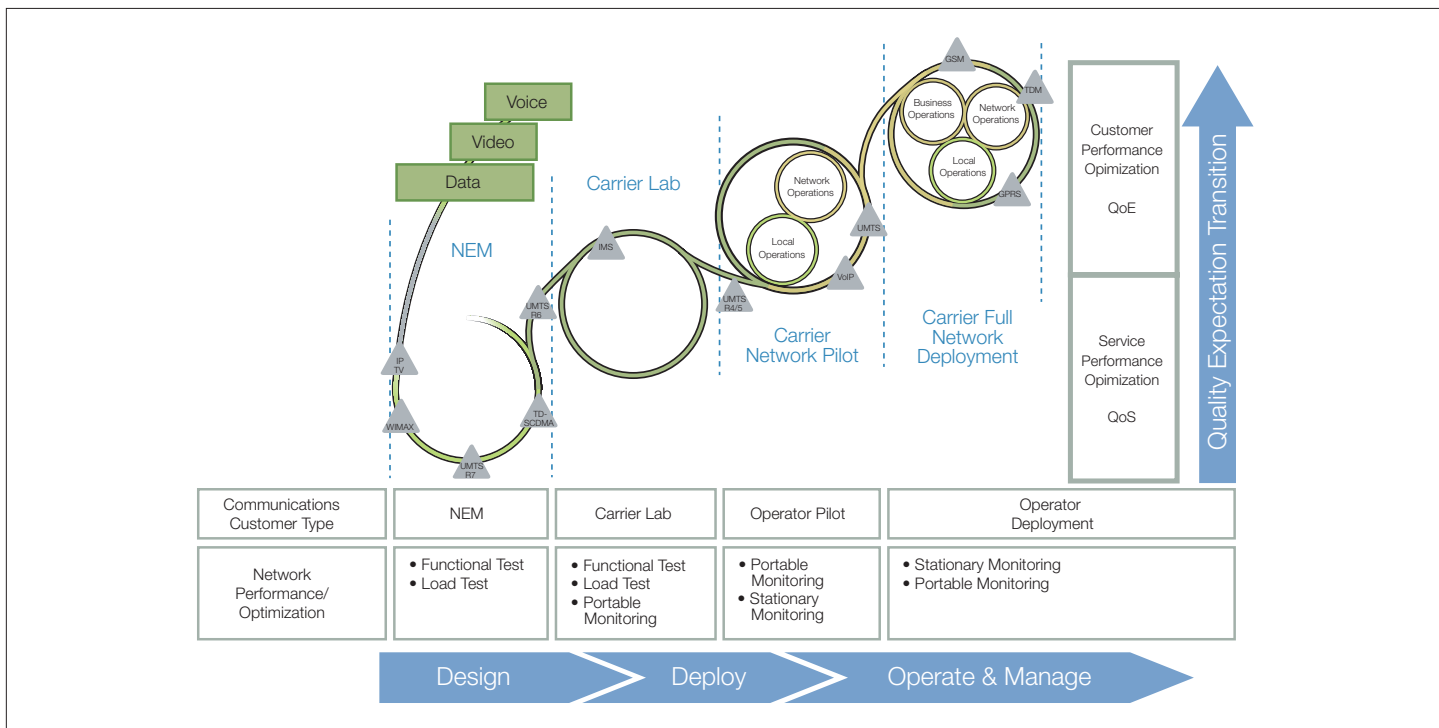 Voice
Video
Data
NEM
IP
TV
WIMAX
UMTS
R7
TD-
SCDMA
UMTS
R6
Carrier Lab
IMS
UMTS
R4/5
Network
Operations
Local
Operations
UMTS
VoIP
Carrier
Network Pilot
GSM
TDM
Business
Operations
Network
Operations
Local
Operations
GPRS
Carrier Full
Network
Deployment
Customer
Performance
Opimization
QoE
Service
Performance
Opimization
QoS
Quality Expectation Transition
Communications
Customer Type
NEM
Carrier Lab
Operator Pilot
Operator
Deployment
Network
Performance/
Optimization
• Functional Test
• Load Test
• Functional Test
• Load Test
• Portable
Monitoring
• Portable
Monitoring
• Stationary
Monitoring
• Stationary Monitoring
• Portable Monitoring
Design
Deploy
Operate & Manage